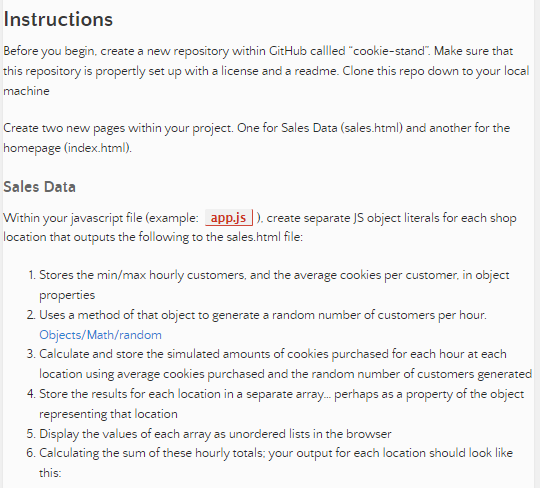 Instructions
Before you begin, create a new repository within GitHub callled "cookie-stand". Make sure that
this repository is propertly set up with a license and a readme. Clone this repo down to your local
machine
Create two new pages within your project. One for Sales Data (sales.html) and another for the
homepage (index.html).
Sales Data
Within your javascript file (example: app.js ), create separate JS object literals for each shop
location that outputs the following to the sales.html file:
1. Stores the min/max hourly customers, and the average cookies per customer, in object
properties
2. Uses a method of that object to generate a random number of customers per hour.
Objects/Math/random
3. Calculate and store the simulated amounts of cookies purchased for each hour at each
location using average cookies purchased and the random number of customers generated
4. Store the results for each location in a separate array... perhaps as a property of the object
representing that location
5. Display the values of each array as unordered lists in the browser
6. Calculating the sum of these hourly totals; your output for each location should look like
this: